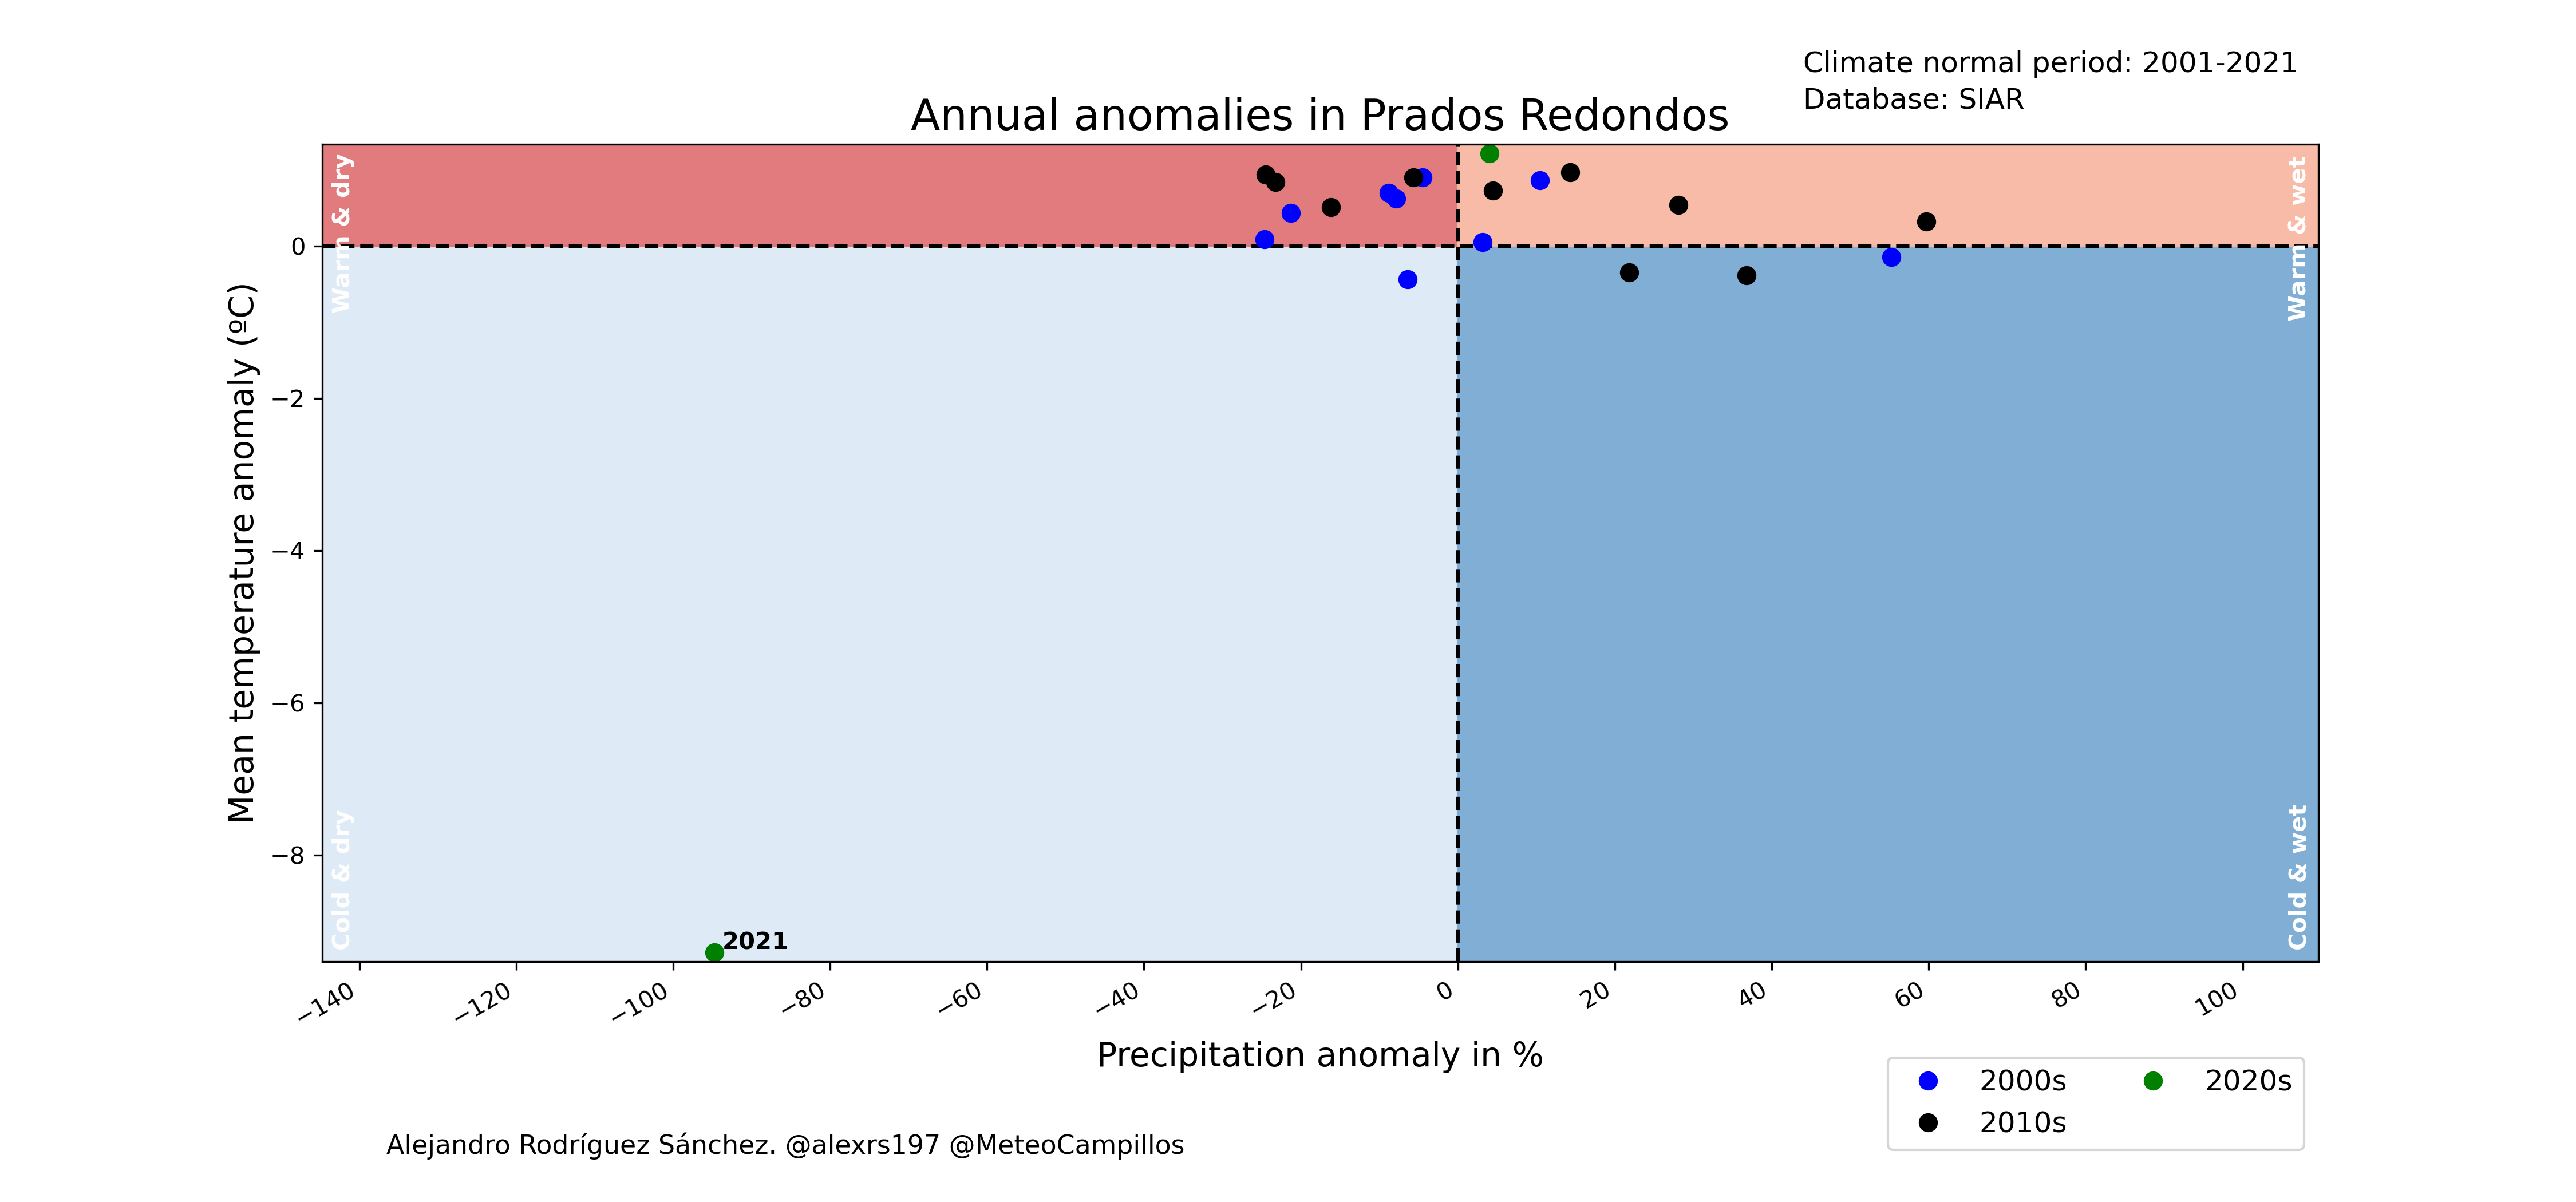 Climate normal period: 2001-2021
Database: SIAR
Annual anomalies in Prados Redondos
Warm & dry
Warm & wet
Mean temperature anomaly (ºC)
0
−2
−4
−6
−8
Cold & dry
Cold & wet
2021
−140 −120 −100 −80 −60 −40 −20 0 20 40 60 80 100
Precipitation anomaly in %
2000s 2020s
2010s
Alejandro Rodríguez Sánchez. @alexrs197 @MeteoCampillos